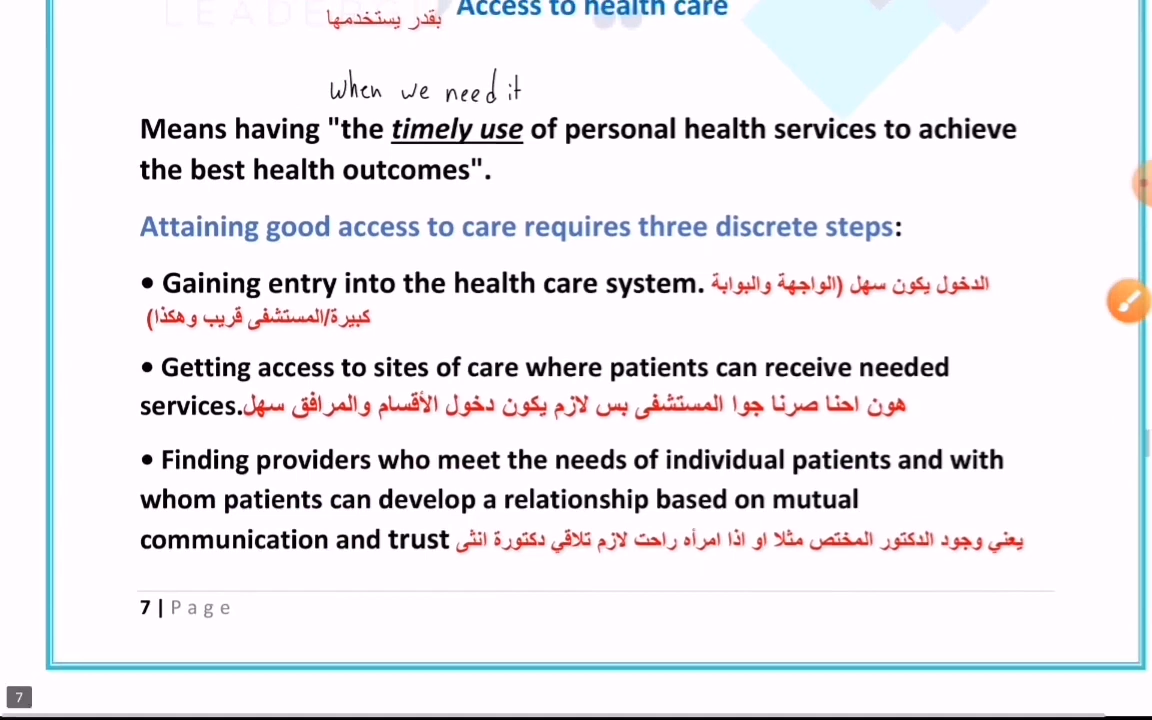 LEADER
Access to health care
بقدر يستخدمها
When we need it
Means having "the timely use of personal health services to achieve
the best health outcomes".
Attaining good access to care requires three discrete steps:
• Gaining entry into the health care system. الدخول يكون سهل (الواجهة والبوابة
كبيرة/المستشفى قريب وهكذا)
• Getting access to sites of care where patients can receive needed
services. هون احنا صرنا جوا المستشفى بس لازم يكون دخول الأقسام والمرافق سهل
• Finding providers who meet the needs of individual patients and with
whom patients can develop a relationship based on mutual
communication and trust يعني وجود الدكتور المختص مثلا او اذا امرأه راحت لازم تلاقي دكتورة انثى
7 | Page
7